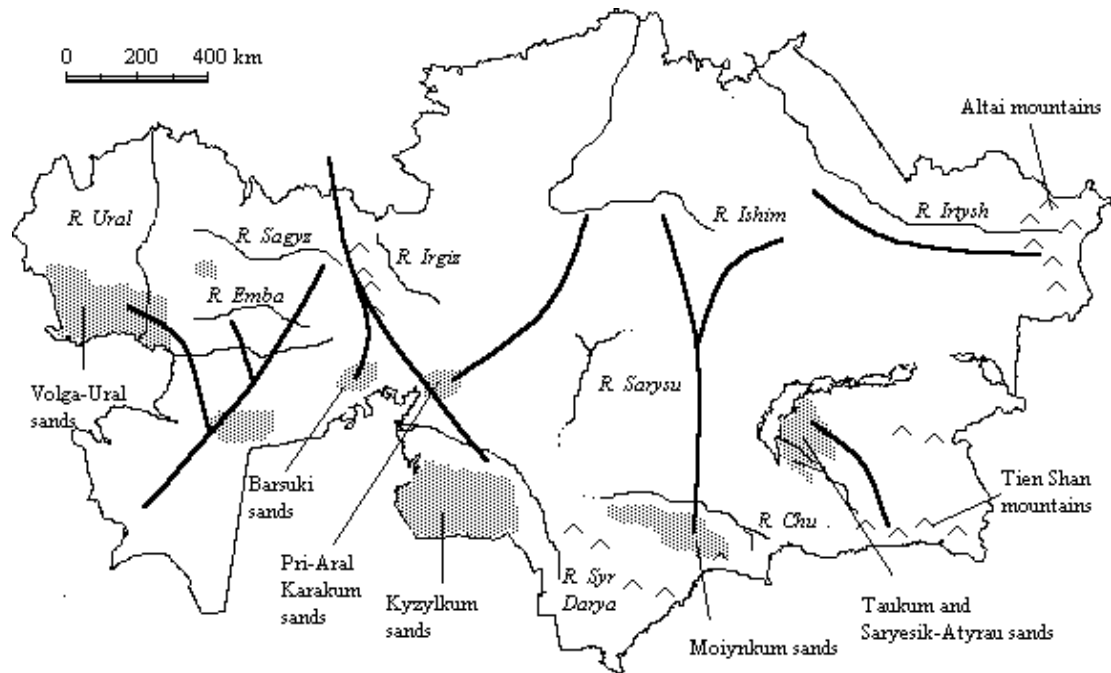 0 200 400 km
Altai mountains
R. Ural
R. Sagyz
R. Irgiz
R. Ishim
R. Irtysh
R. Emba
Volga-Ural
sands
R. Sarysu
Barsuki
sands
Tien Shan
mountains
R. Chu
Pri-Aral
Karakum
sands
Kyzylkum
sands
R. Syr
Darya
Moiynkum sands
Taukum and
Saryesik-Atyrau sands